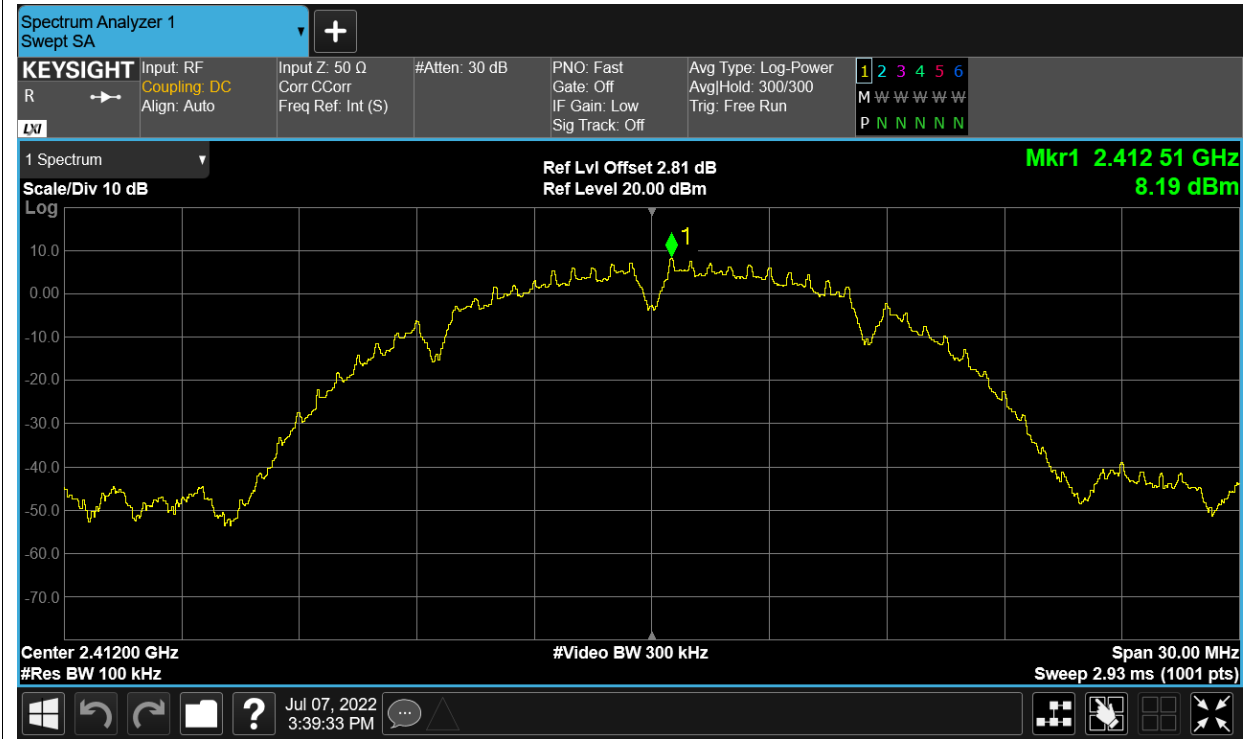 Spectrum Analyzer 1
Swept SA
KEYSIGHT
R
LXI
Input: RF
Coupling: DC
Align: Auto
Input Z: 50 Ω
Corr CCorr
Freq Ref: Int (S)
#Atten: 30 dB
PNO: Fast
Gate: Off
IF Gain: Low
Sig Track: Off
Avg Type: Log-Power
Avg|Hold: 300/300
Trig: Free Run
1 2 3 4 5 6
M W W W W W
P N N N N N
1 Spectrum
Scale/Div 10 dB
Log
Ref Lvl Offset 2.81 dB
Ref Level 20.00 dBm
Mkr1 2.412 51 GHz
8.19 dBm
1
10.0
0.00
-10.0
-20.0
-30.0
-40.0
-50.0
-60.0
-70.0
Center 2.41200 GHz
#Res BW 100 kHz
#Video BW 300 kHz
Span 30.00 MHz
Sweep 2.93 ms (1001 pts)
?
Jul 07, 2022
3:39:33 PM